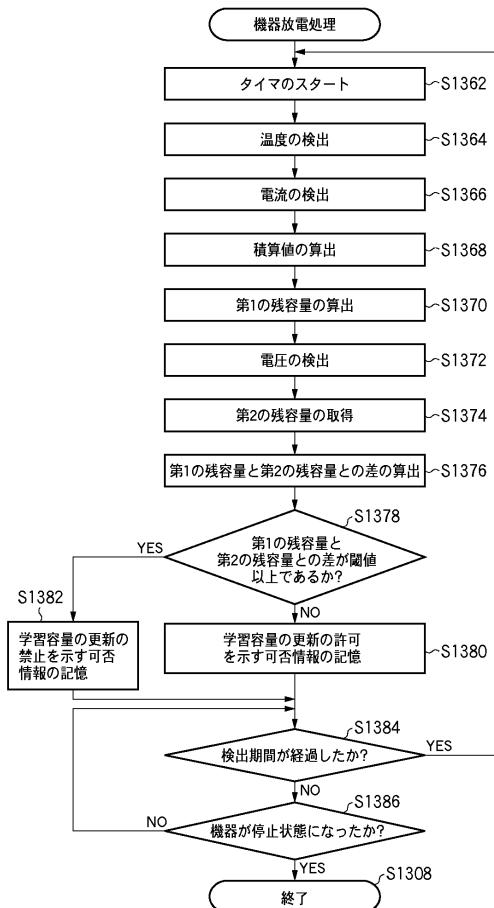 機器放電処理
タイマのスタート
S1362
温度の検出
S1364
電流の検出
S1366
積算値の算出
S1368
第1の残容量の算出
S1370
電圧の検出
S1372
第2の残容量の取得
S1374
第1の残容量と第2の残容量との差の算出
S1376
S1378
第1の残容量と
第2の残容量との差が閾値
以上であるか?
YES
NO
S1382
学習容量の更新の
禁止を示す可否
情報の記憶
学習容量の更新の許可
を示す可否情報の記憶
S1380
S1384
検出期間が経過したか?
YES
NO
S1386
機器が停止状態になったか?
NO
YES
S1308
終了